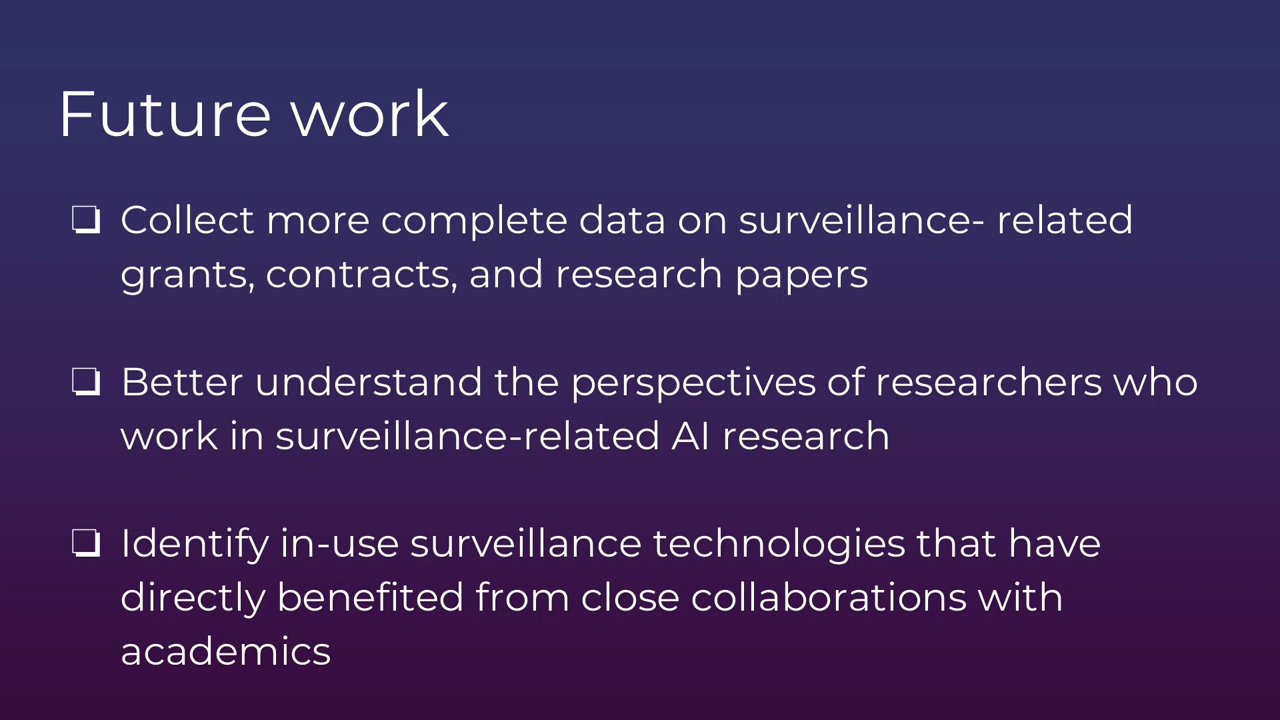 Future work
❏ Collect more complete data on surveillance- related
grants, contracts, and research papers
❏ Better understand the perspectives of researchers who
work in surveillance-related AI research
❏ Identify in-use surveillance technologies that have
directly benefited from close collaborations with
academics